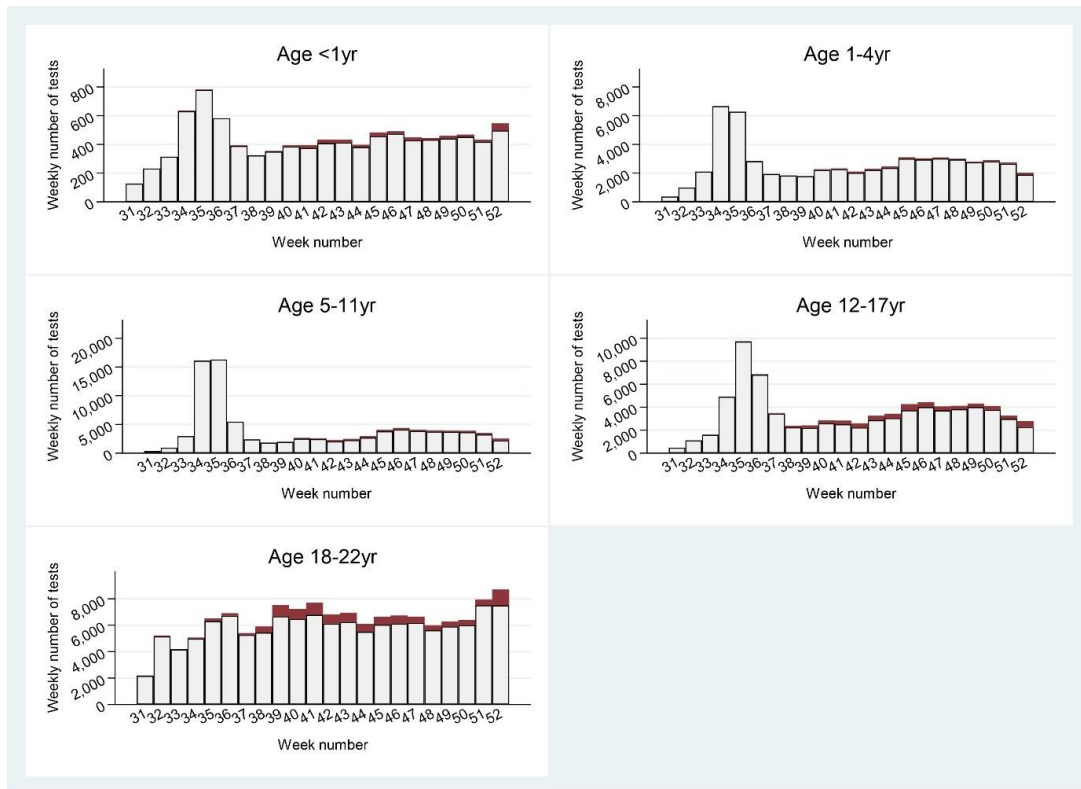 Age <1yr
Weekly number of tests
800
600
400
200
0
31 32 33 34 35 36 37 38 39 40 41 42 43 44 45 46 47 48 49 50 51 52
Week number
Age 1-4yr
Weekly number of tests
8,000
6,000
4,000
2,000
0
31 32 33 34 35 36 37 38 39 40 41 42 43 44 45 46 47 48 49 50 51 52
Week number
Age 5-11yr
Weekly number of tests
20,000
15,000
10,000
5,000
0
31 32 33 34 35 36 37 38 39 40 41 42 43 44 45 46 47 48 49 50 51 52
Week number
Age 12-17yr
Weekly number of tests
10,000
8,000
6,000
4,000
2,000
0
31 32 33 34 35 36 37 38 39 40 41 42 43 44 45 46 47 48 49 50 51 52
Week number
Age 18-22yr
Weekly number of tests
8,000
6,000
4,000
2,000
0
31 32 33 34 35 36 37 38 39 40 41 42 43 44 45 46 47 48 49 50 51 52
Week number